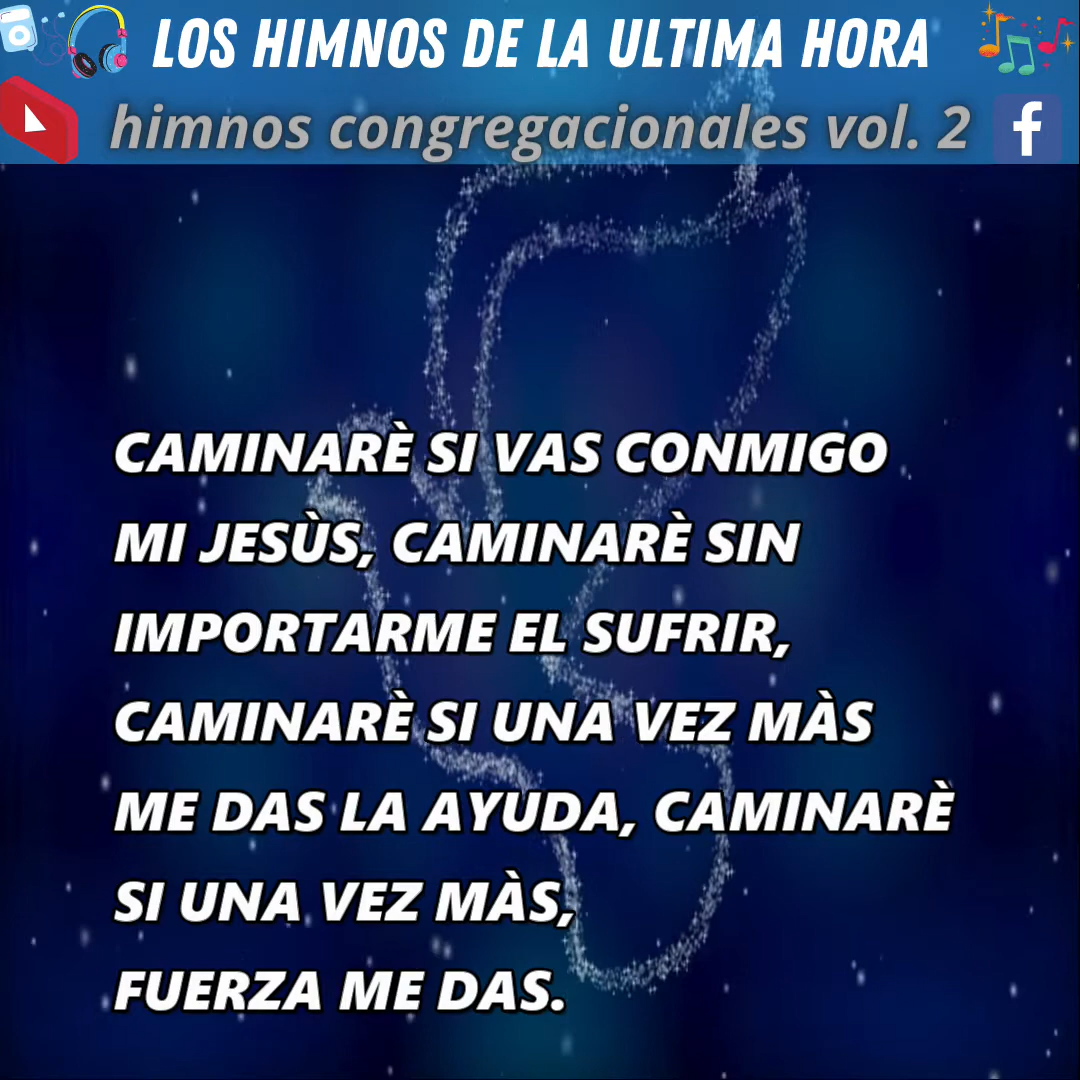 LOS HIMNOS DE LA ULTIMA HORA
himnos congregacionales vol. 2
f
CAMINARÈ SI VAS CONMIGO
MI JESÙS, CAMINARÈ SIN
IMPORTARME EL SUFRIR,
CAMINARÈ SI UNA VEZ MÀS
ME DAS LA AYUDA, CAMINARÈ
SI UNA VEZ MÀS,
FUERZA ME DAS.